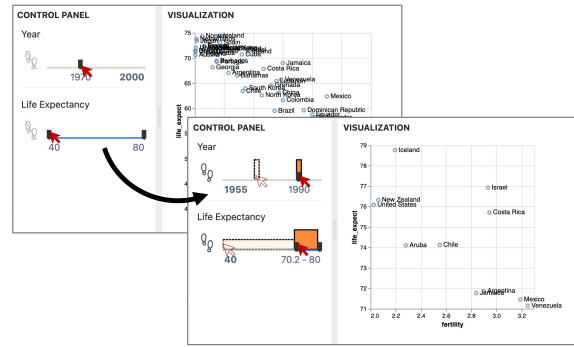 CONTROL PANEL
VISUALIZATION
Year
1970
2000
Life Expectancy
40
80
75
70
65
60
Jamaica
Costa Rica
Cuba
Barbados
Georgia
Argentina
Bahamas
Venezuela
Grenada
South Korea
China
North Korea
Colombia
Mexico
Brazil
Dominican Republic
life_expect
CONTROL PANEL
VISUALIZATION
Year
1955
1990
Life Expectancy
40
70.2 - 80
79
78
77
76
75
74
73
72
71
life_expect
Iceland
Israel
New Zealand
United States
Costa Rica
Aruba
Chile
Argentina
Jamaica
Mexico
Venezuela
2.0 2.2 2.4 2.6 2.8 3.0 3.2
fertility